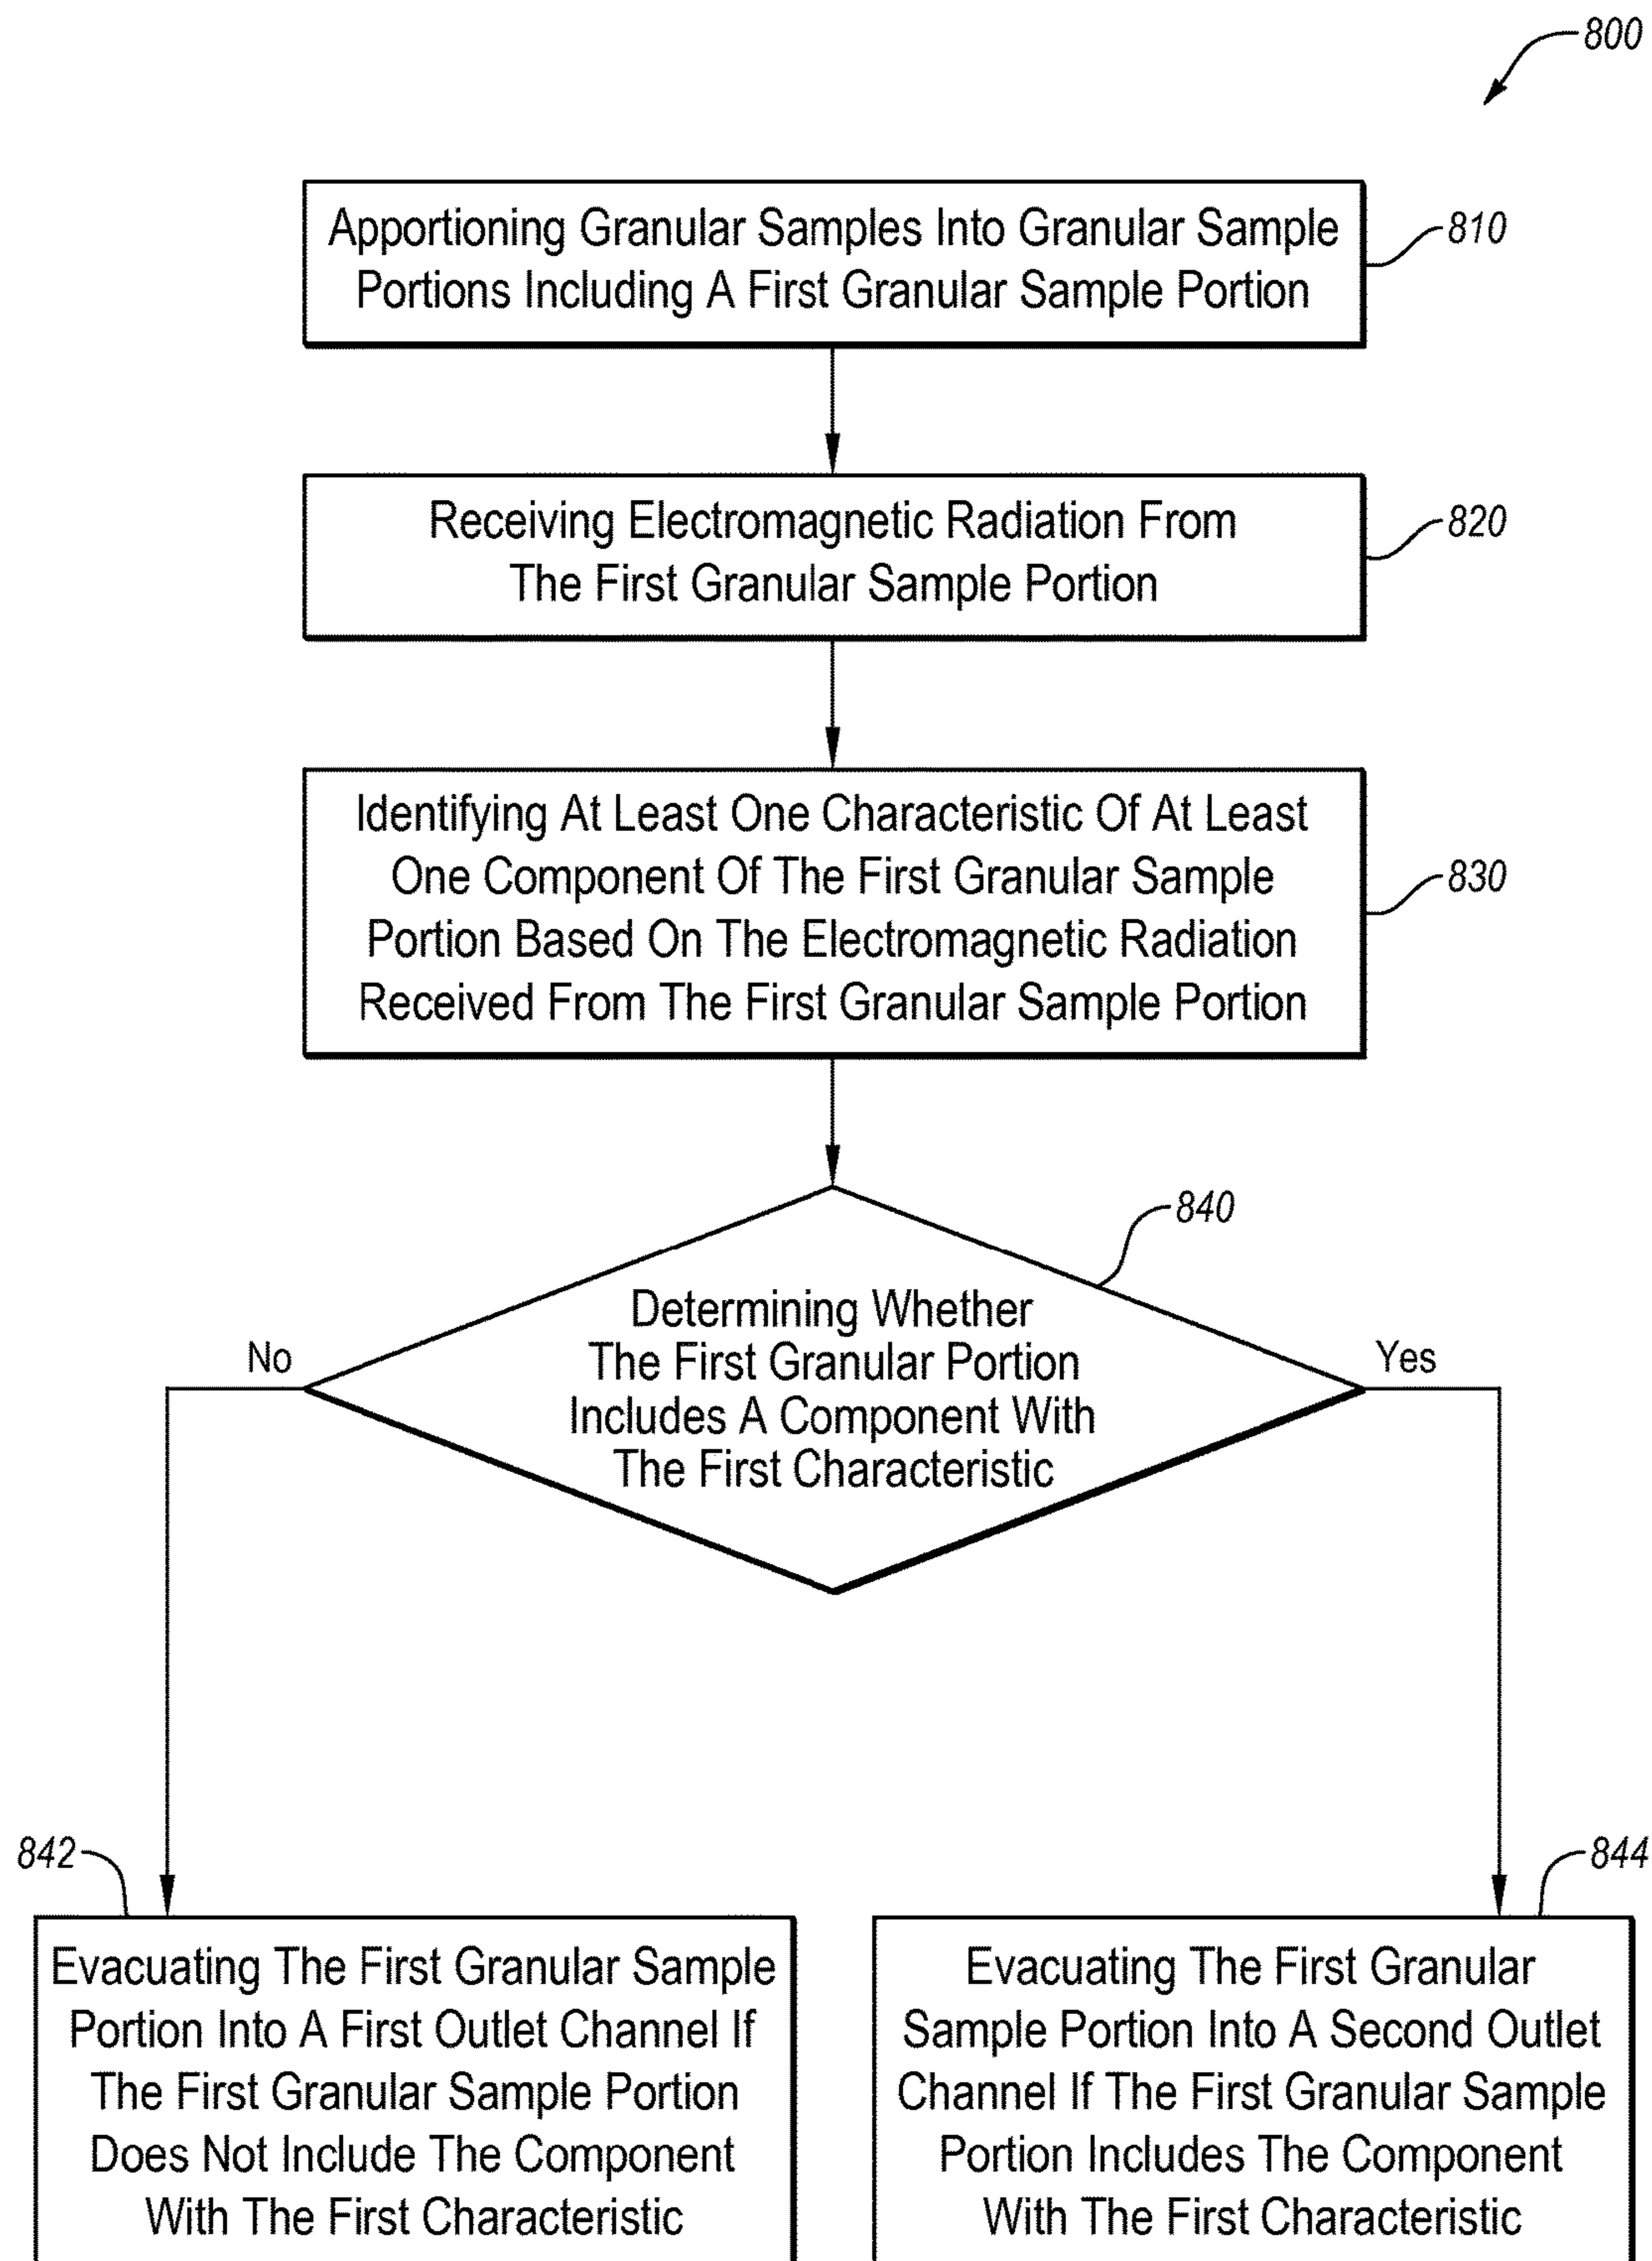 800
Apportioning Granular Samples Into Granular Sample
Portions Including A First Granular Sample Portion
810
Receiving Electromagnetic Radiation From
The First Granular Sample Portion
820
Identifying At Least One Characteristic Of At Least
One Component Of The First Granular Sample
Portion Based On The Electromagnetic Radiation
Received From The First Granular Sample Portion
830
840
Determining Whether
The First Granular Portion
Includes A Component With
The First Characteristic
No
Yes
842
Evacuating The First Granular Sample
Portion Into A First Outlet Channel If
The First Granular Sample Portion
Does Not Include The Component
With The First Characteristic
844
Evacuating The First Granular
Sample Portion Into A Second Outlet
Channel If The First Granular Sample
Portion Includes The Component
With The First Characteristic